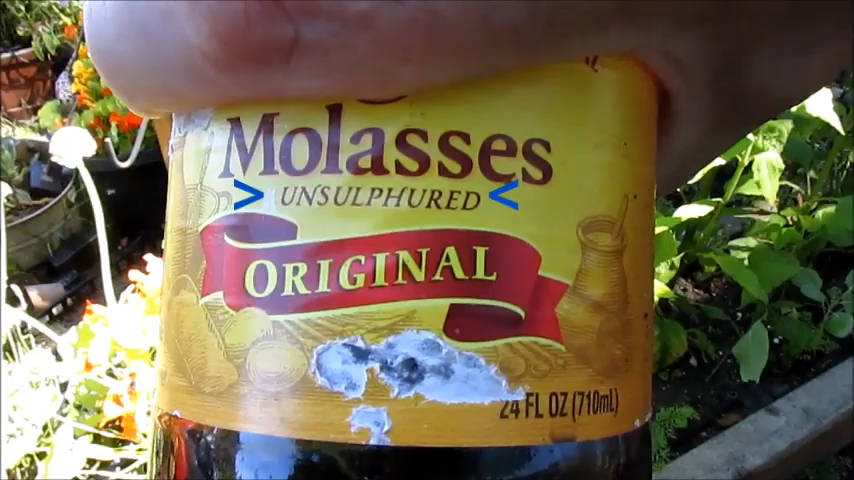 Molasses
> UNSULPHURED <
ORIGINAL
24 FL OZ (710mL)